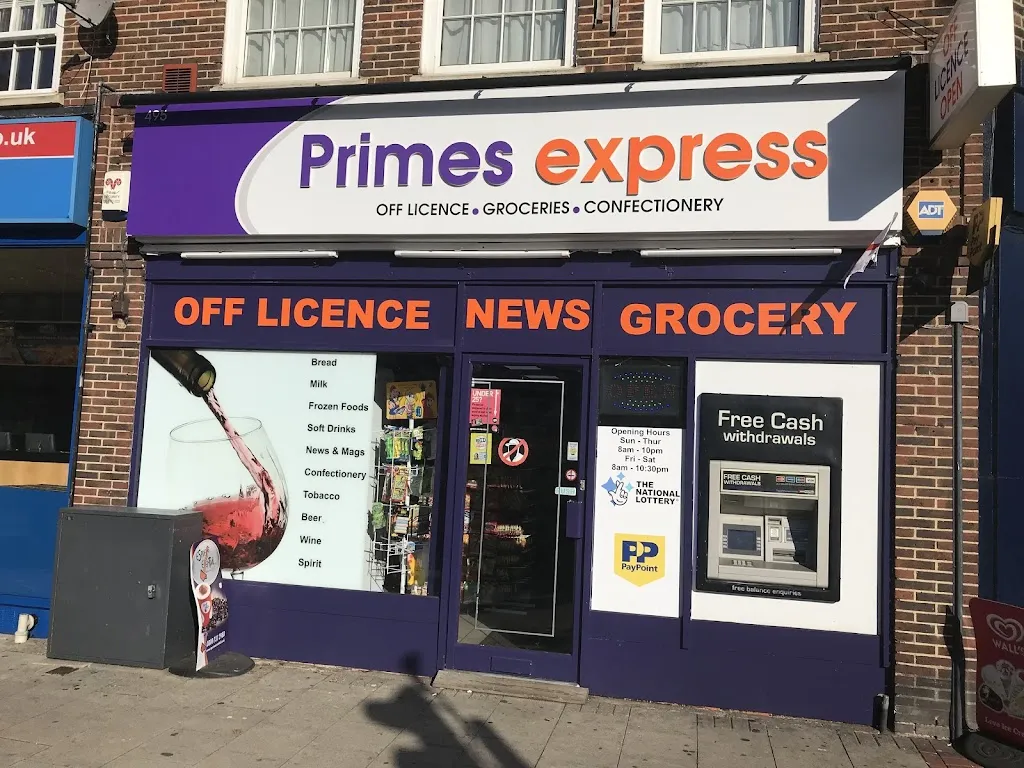 495
Primes express
OFF LICENCE • GROCERIES • CONFECTIONERY
OFF
LICENCE
OPEN
o.uk
ADT
OFF LICENCE
NEWS
GROCERY
Bread
Milk
Frozen Foods
Soft Drinks
News & Mags
Confectionery
Tobacco
Beer
Wine
Spirit
UNDER
25?
Opening Hours
Sun - Thur
8am - 10pm
Fri - Sat
8am - 10:30pm
THE
NATIONAL
LOTTERY
PP
PayPoint
Free Cash
withdrawals
FREE CASH
WITHDRAWALS
free balance enquiries
WALL'S